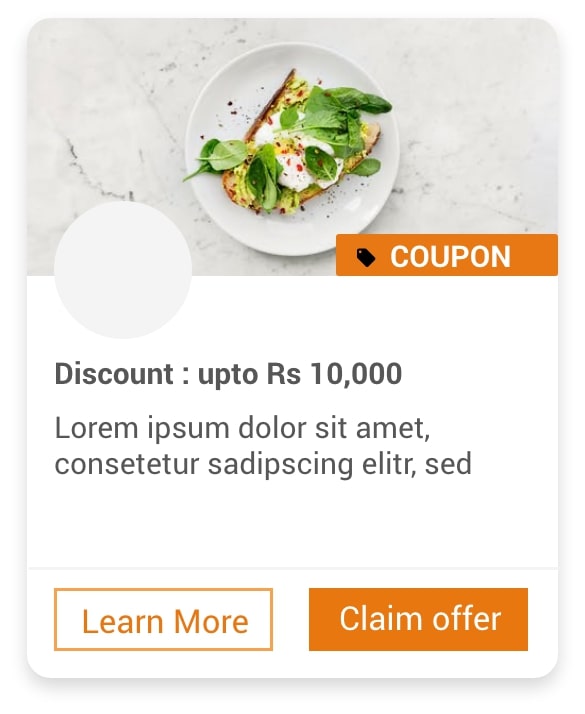 COUPON
Discount : upto Rs 10,000
Lorem ipsum dolor sit amet,
consetetur sadipscing elitr, sed
Learn More
Claim offer